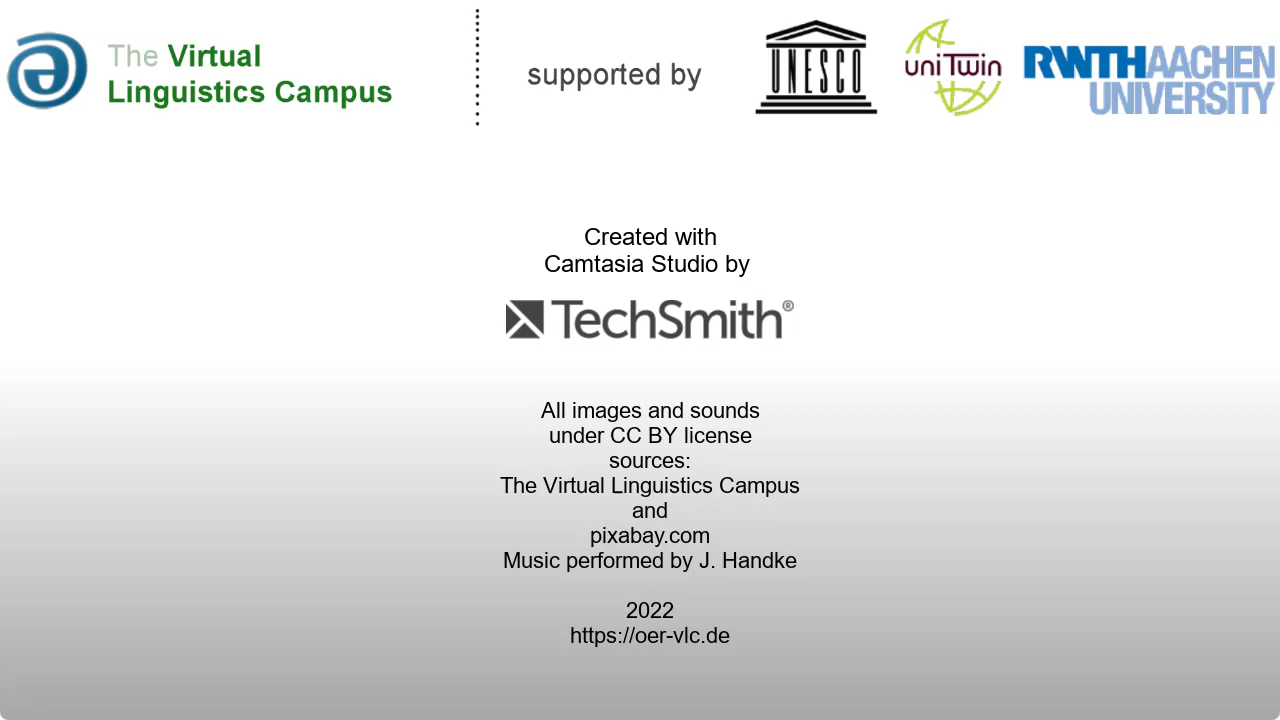 The Virtual
Linguistics Campus
supported by
UNESCO
uniTwin
RWTHAACHEN
UNIVERSITY
Created with
Camtasia Studio by
TechSmith®
All images and sounds
under CC BY license
sources:
The Virtual Linguistics Campus
and
pixabay.com
Music performed by J. Handke
2022
https://oer-vlc.de